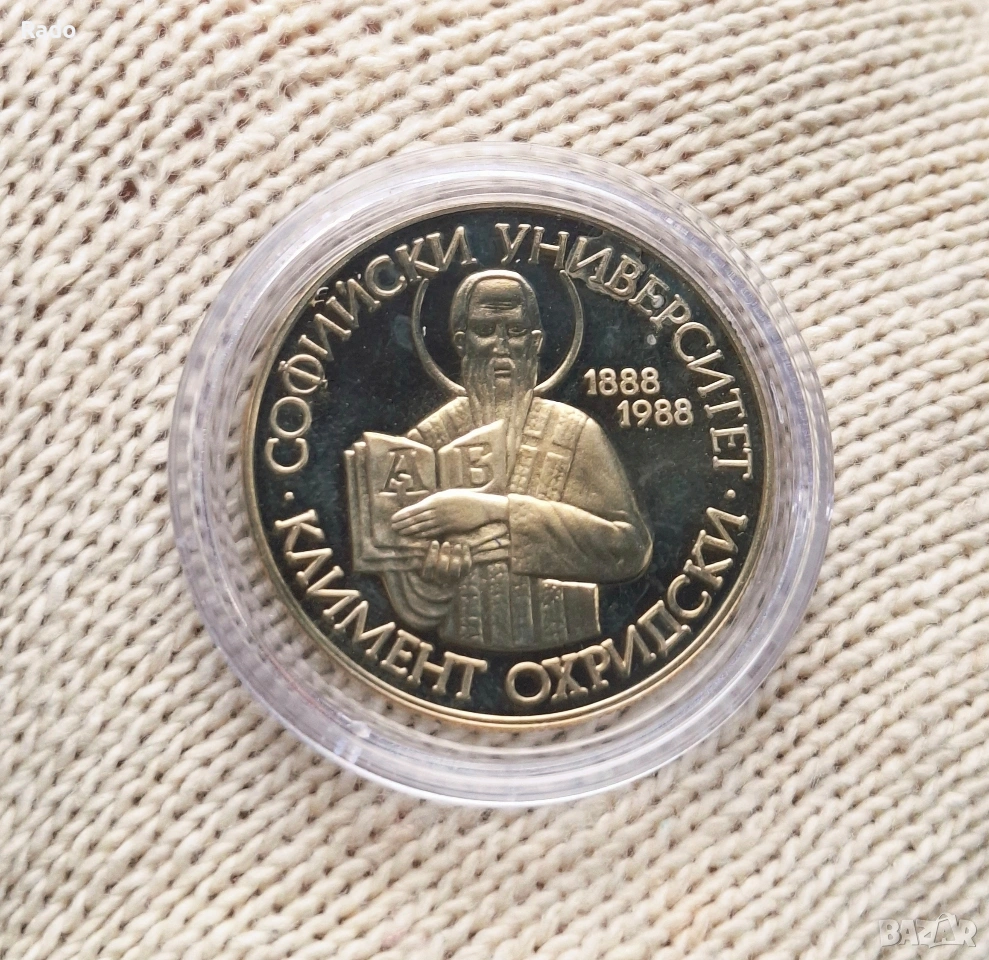 Rado
СОФИЙСКИ УНИВЕРСИТЕТ
1888
1988
А Б
· КЛИМЕНТ ОХРИДСКИ ·
BAZAR